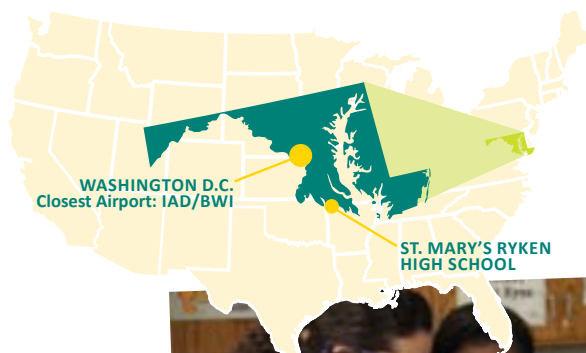 WASHINGTON D.C.
Closest Airport: IAD/BWI
ST. MARY'S RYKEN
HIGH SCHOOL